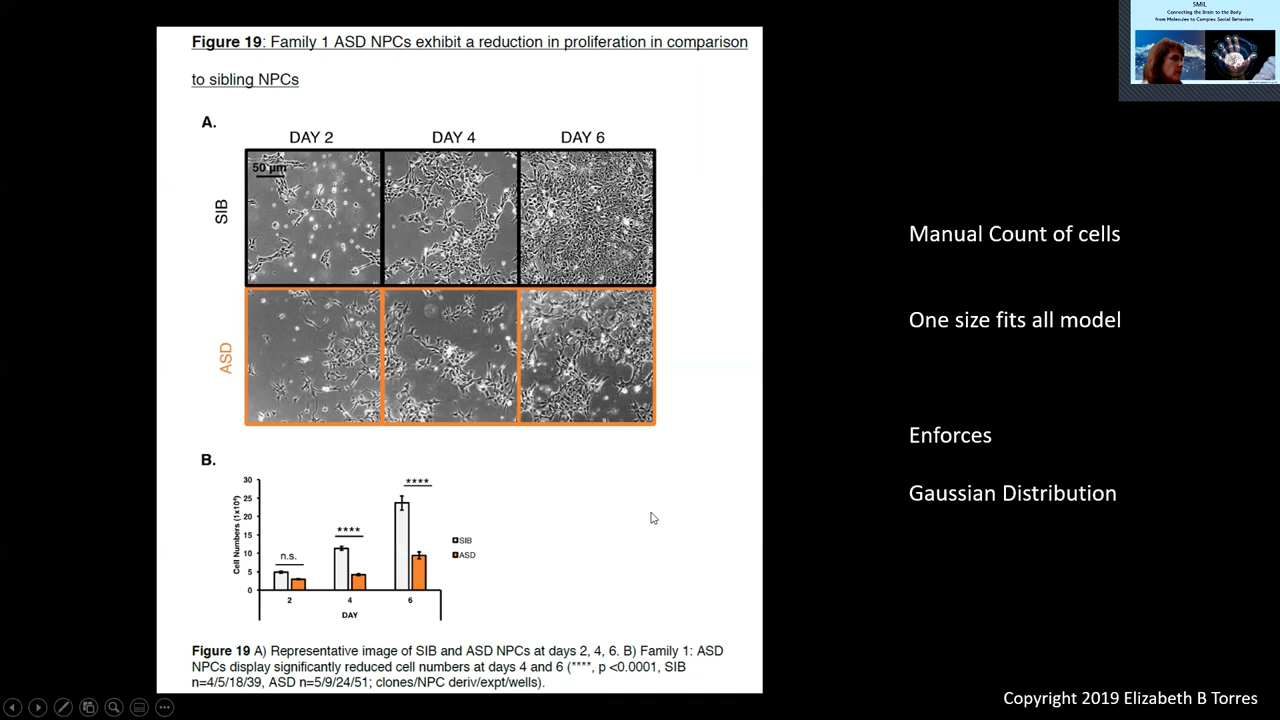 SMIL
Connecting the Brain to the Body
from Molecules to Complex Social Behaviors
Figure 19: Family 1 ASD NPCs exhibit a reduction in proliferation in comparison
to sibling NPCs
A.
DAY 2 DAY 4 DAY 6
50 µm
SIB
ASD
Manual Count of cells
One size fits all model
Enforces
Gaussian Distribution
B.
Cell Numbers (1x10⁶)
30
25
20
15
10
5
0
n.s.
****
****
SIB
ASD
2 4 6
DAY
Figure 19 A) Representative image of SIB and ASD NPCs at days 2, 4, 6. B) Family 1: ASD
NPCs display significantly reduced cell numbers at days 4 and 6 (****, p <0.0001, SIB
n=4/5/18/39, ASD n=5/9/24/51; clones/NPC deriv/expt/wells).
Copyright 2019 Elizabeth B Torres